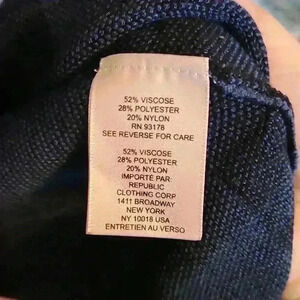 52% VISCOSE
28% POLYESTER
20% NYLON
RN 93178
SEE REVERSE FOR CARE
52% VISCOSE
28% POLYESTER
20% NYLON
IMPORTÉ PAR:
REPUBLIC
CLOTHING CORP
1411 BROADWAY
NEW YORK
NY 10018 USA
ENTRETIEN AU VERSO